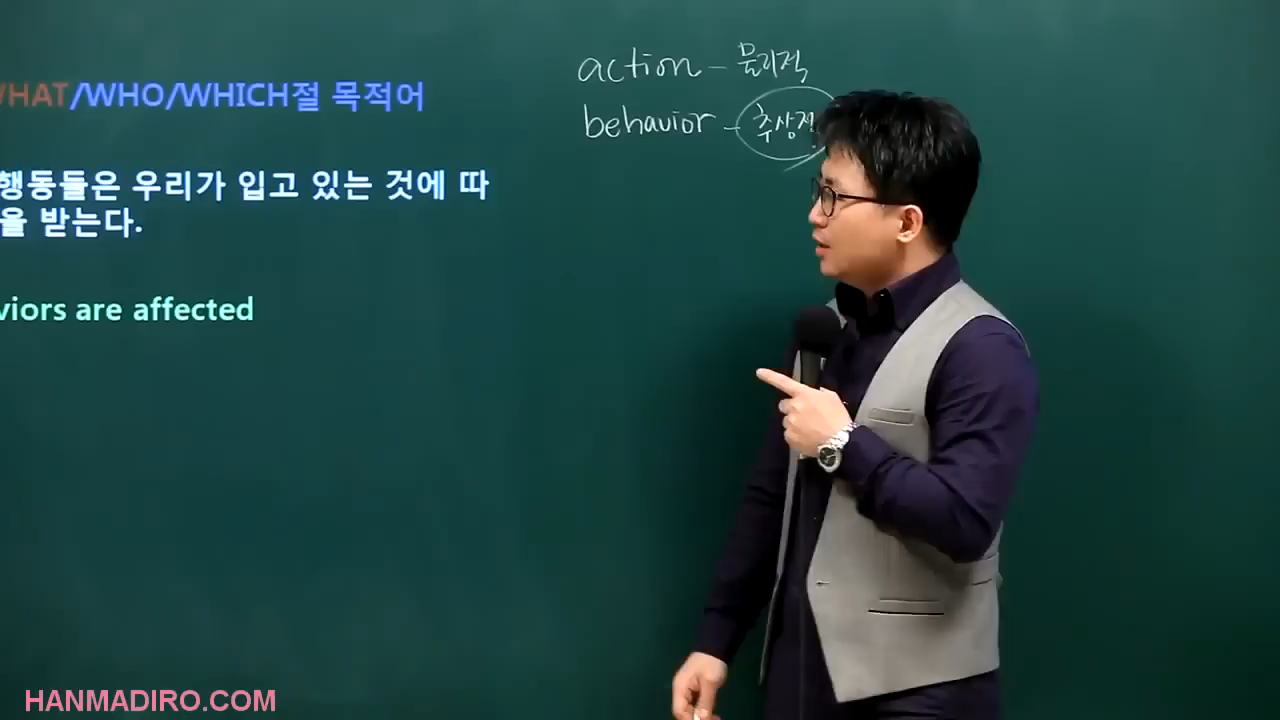 WHAT/WHO/WHICH절 목적어
action - 물리적
behavior - 추상적
행동들은 우리가 입고 있는 것에 따
을 받는다.
viors are affected
HANMADIRO.COM